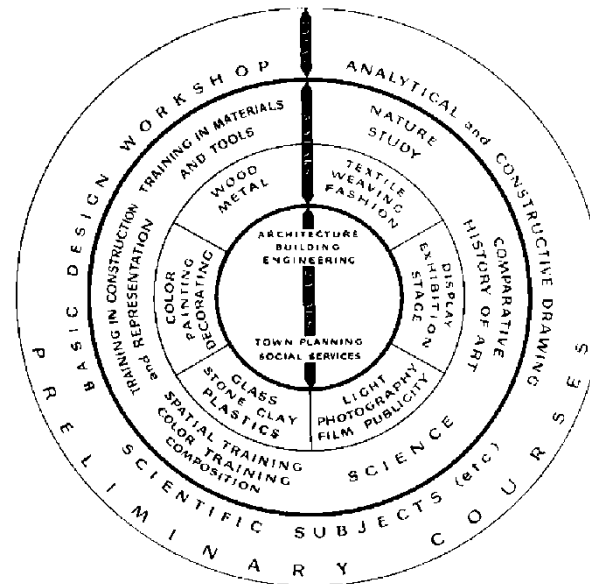 PRELIMINARY COURSES
BASIC DESIGN WORKSHOP
ANALYTICAL and CONSTRUCTIVE DRAWING
SCIENTIFIC SUBJECTS (etc)
TRAINING IN MATERIALS
AND TOOLS
NATURE
STUDY
COMPARATIVE
HISTORY OF ART
SCIENCE
SPATIAL TRAINING
COLOR TRAINING
COMPOSITION
TRAINING IN CONSTRUCTION
and REPRESENTATION
WOOD
METAL
TEXTILE
WEAVING
FASHION
DISPLAY
EXHIBITION
STAGE
LIGHT
PHOTOGRAPHY
FILM PUBLICITY
GLASS
STONE CLAY
PLASTICS
COLOR
PAINTING
DECORATING
ARCHITECTURE
BUILDING
ENGINEERING
TOWN PLANNING
SOCIAL SERVICES